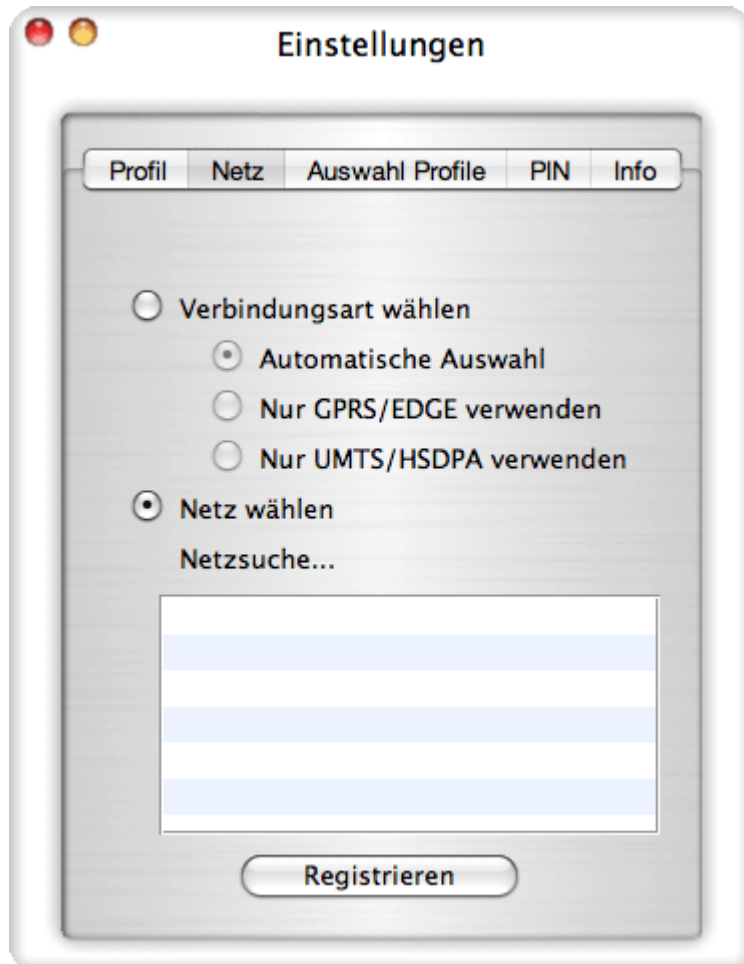 Einstellungen
Profil Netz Auswahl Profile PIN Info
Verbindungsart wählen
Automatische Auswahl
Nur GPRS/EDGE verwenden
Nur UMTS/HSDPA verwenden
Netz wählen
Netzsuche...
Registrieren